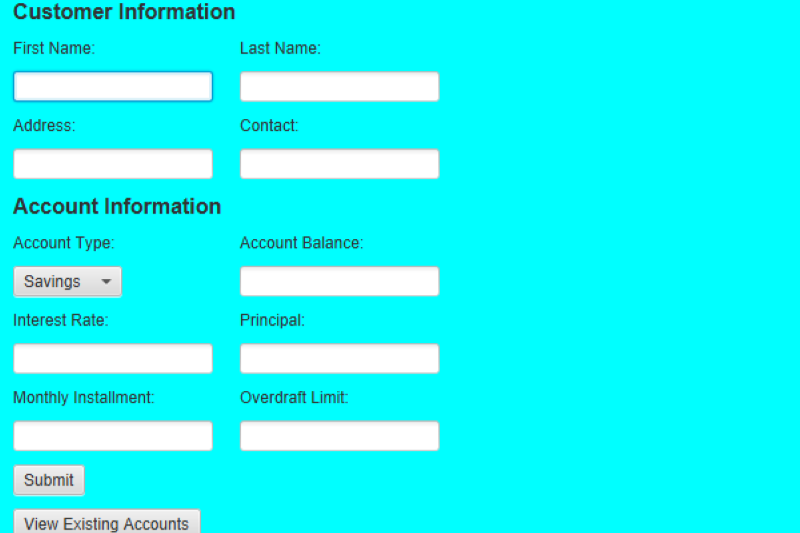 Customer Information
First Name: Last Name:
Address: Contact:
Account Information
Account Type: Account Balance:
Savings
Interest Rate: Principal:
Monthly Installment: Overdraft Limit:
Submit
View Existing Accounts